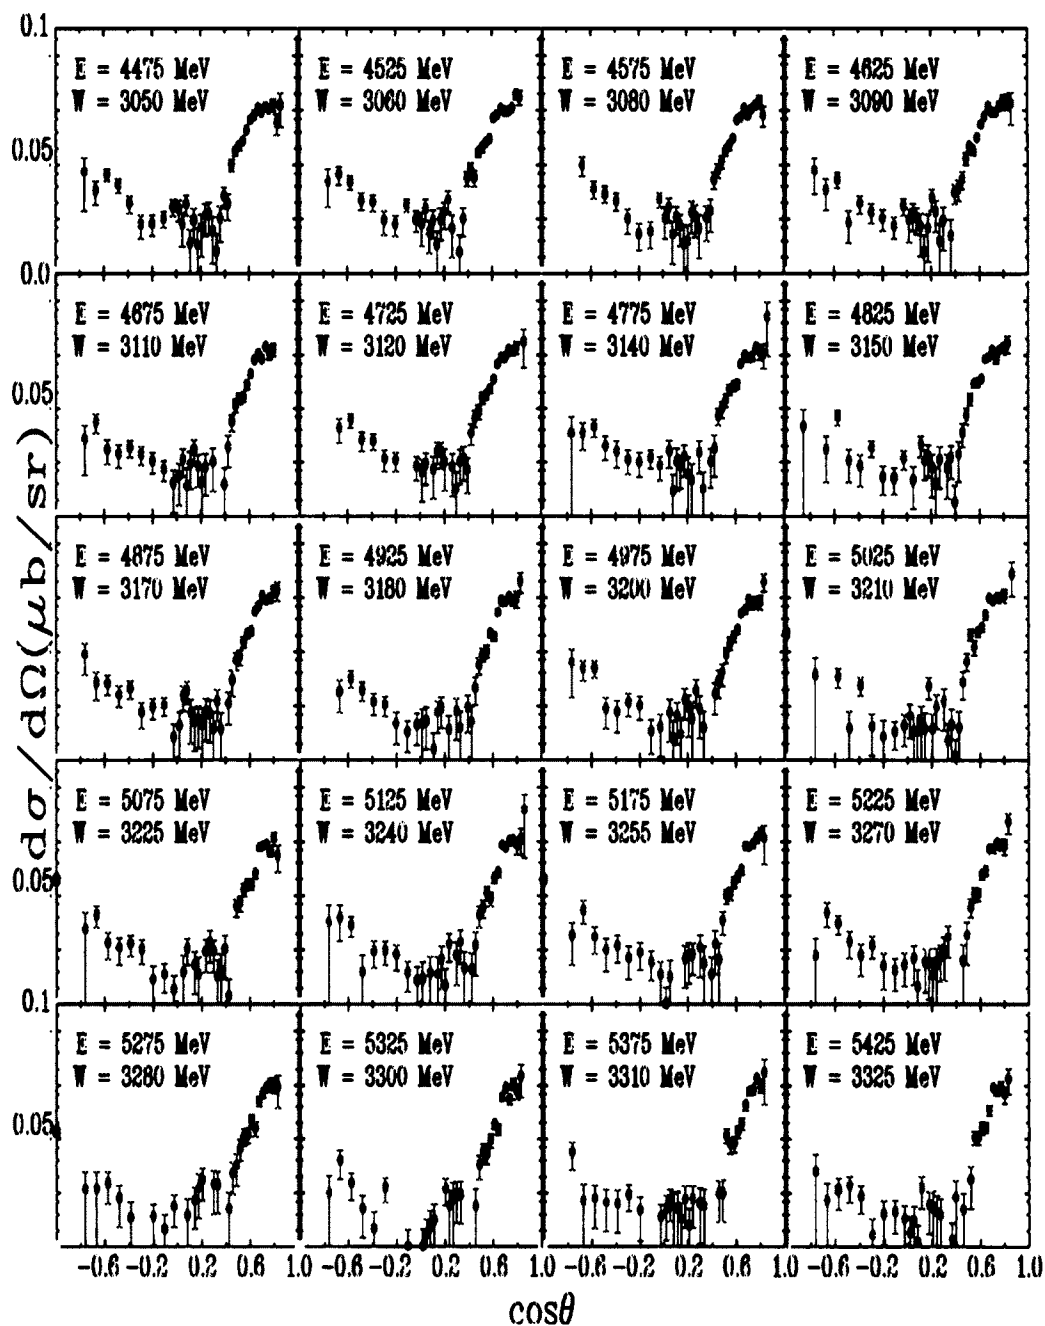 0.1
E = 4475 MeV E = 4525 MeV E = 4575 MeV E = 4625 MeV
W = 3050 MeV W = 3060 MeV W = 3080 MeV W = 3090 MeV
0.05
0.0
E = 4675 MeV E = 4725 MeV E = 4775 MeV E = 4825 MeV
W = 3110 MeV W = 3120 MeV W = 3140 MeV W = 3150 MeV
0.05
dσ/dΩ(μb/sr)
E = 4875 MeV E = 4925 MeV E = 4975 MeV E = 5025 MeV
W = 3170 MeV W = 3180 MeV W = 3200 MeV W = 3210 MeV
E = 5075 MeV E = 5125 MeV E = 5175 MeV E = 5225 MeV
W = 3225 MeV W = 3240 MeV W = 3255 MeV W = 3270 MeV
0.05
0.1
E = 5275 MeV E = 5325 MeV E = 5375 MeV E = 5425 MeV
W = 3280 MeV W = 3300 MeV W = 3310 MeV W = 3325 MeV
0.05
-0.6 -0.2 0.2 0.6 1.0 -0.6 -0.2 0.2 0.6 1.0 -0.6 -0.2 0.2 0.6 1.0 -0.6 -0.2 0.2 0.6 1.0
cosθ